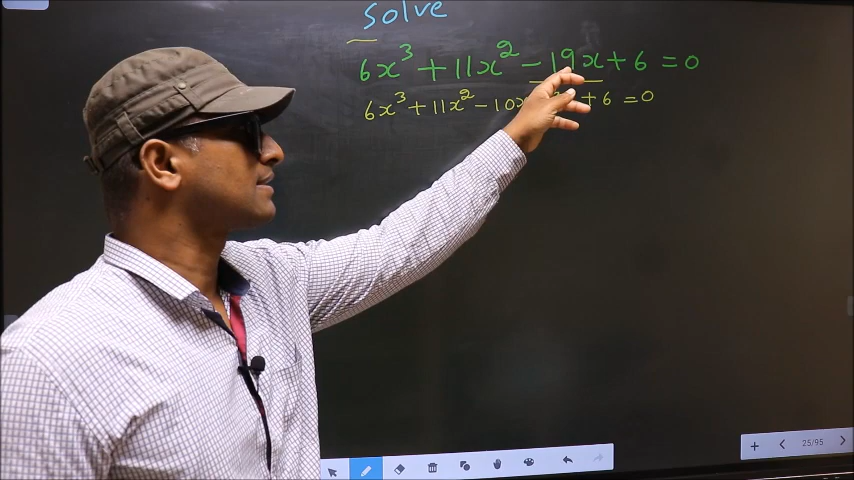 Solve
6x³ + 11x² - 19x + 6 = 0
6x³ + 11x² - 10x + 6 = 0
25/95